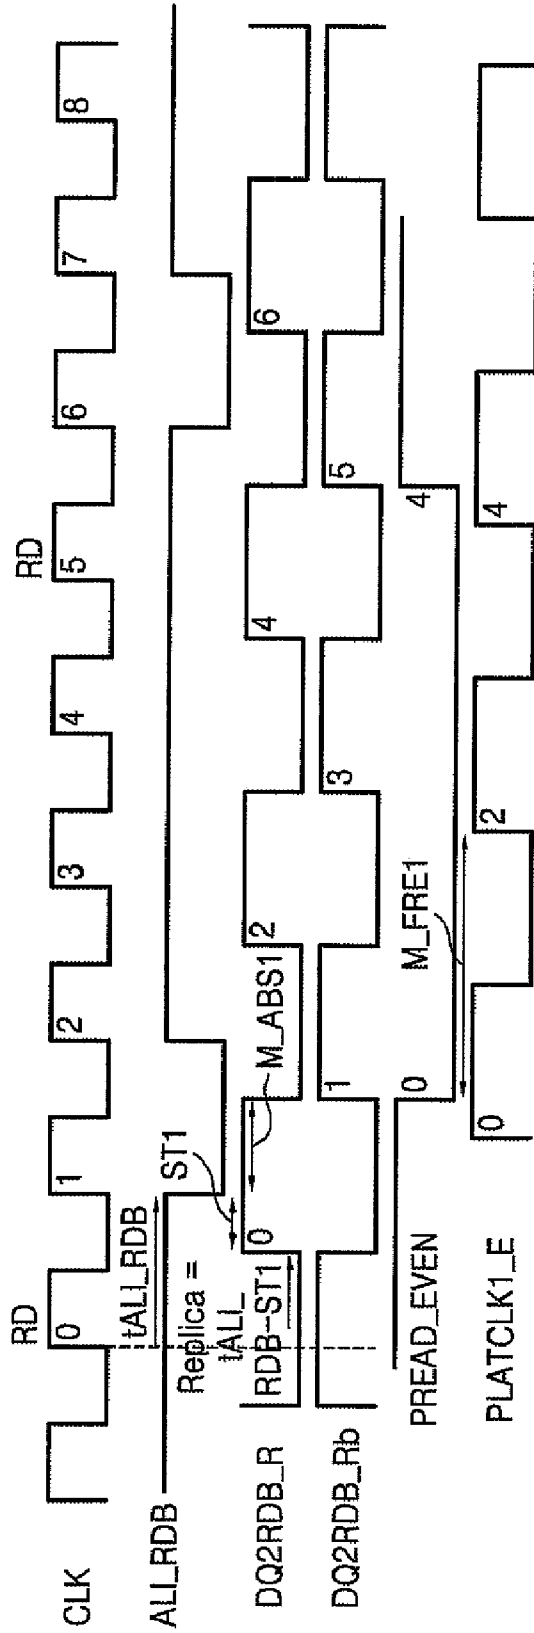 RD RD
CLK 0 1 2 3 4 5 6 7 8
ALI_RDB tALI_RDB
Replica =
tALI_
RDB-ST1
ST1
M_ABS1
DQ2RDB_R 0 2 4 6
DQ2RDB_Rb 1 3 5
PREAD_EVEN 0 4
M_FRE1
PLATCLK1_E 0 2 4